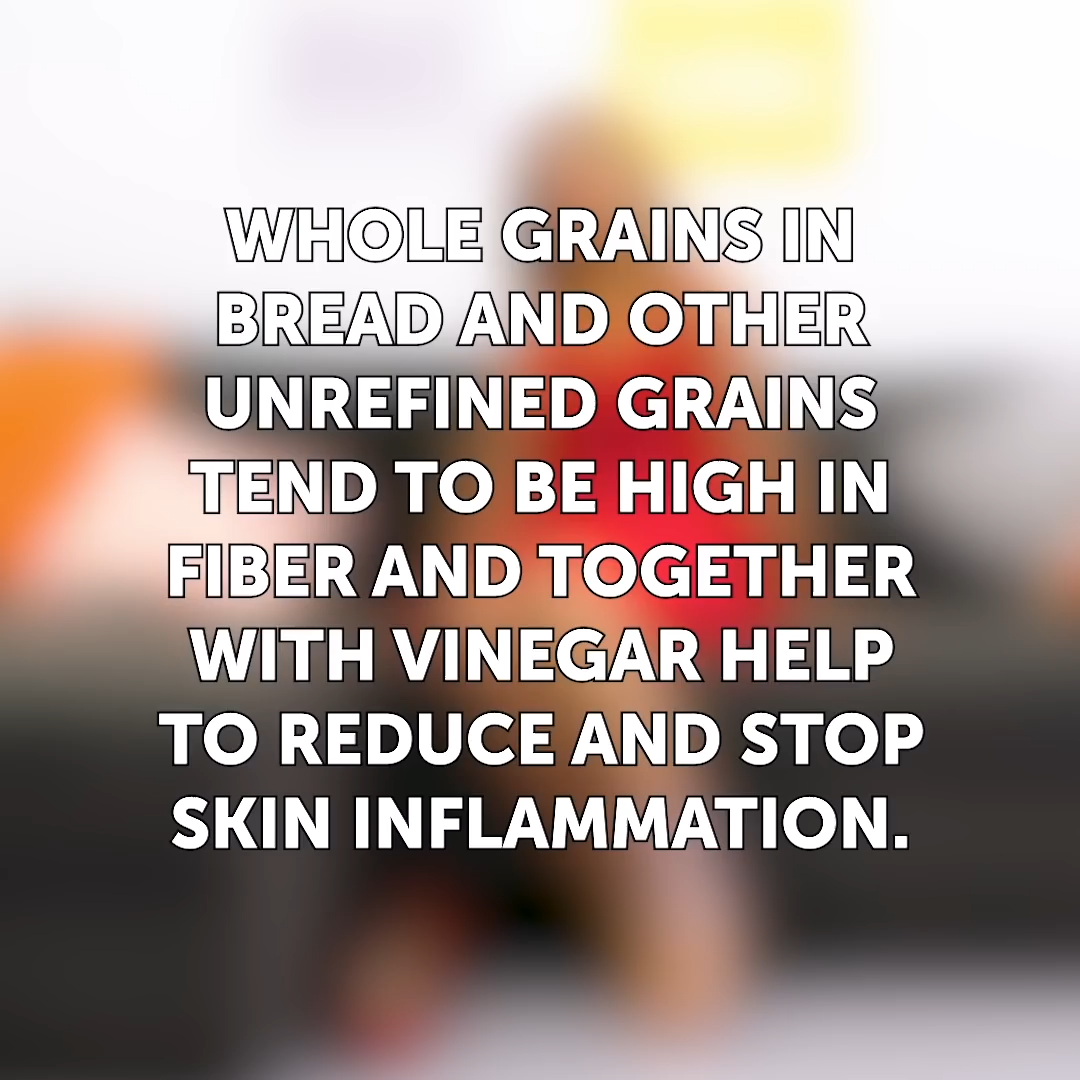 WHOLE GRAINS IN
BREAD AND OTHER
UNREFINED GRAINS
TEND TO BE HIGH IN
FIBER AND TOGETHER
WITH VINEGAR HELP
TO REDUCE AND STOP
SKIN INFLAMMATION.